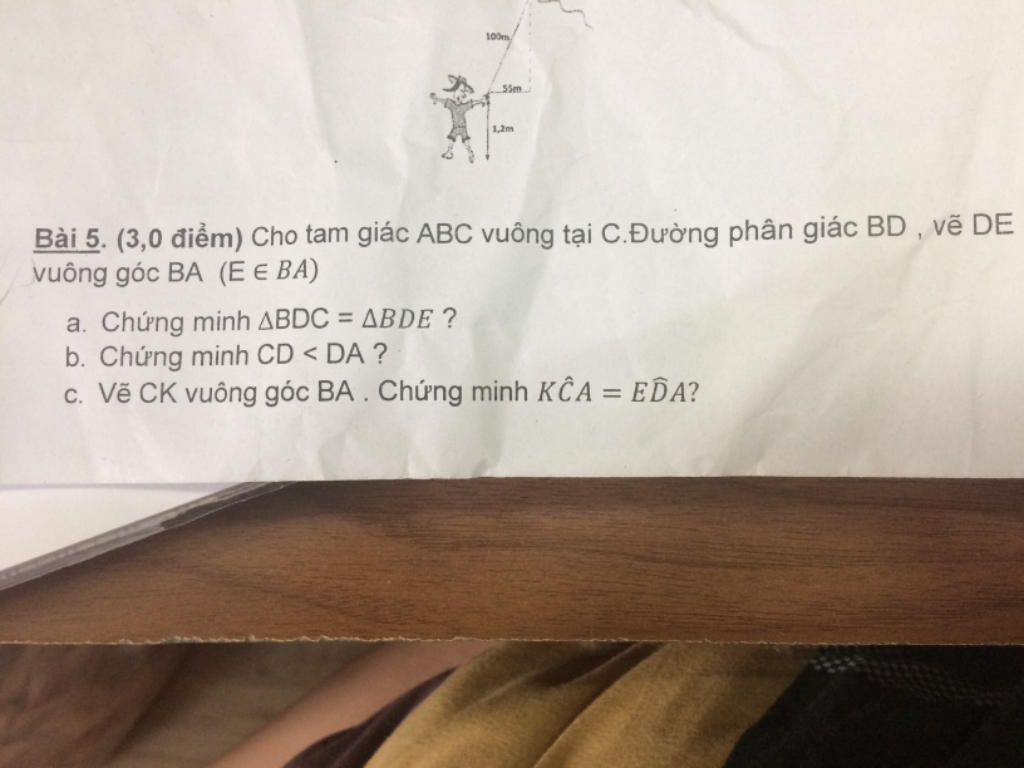 100m
55m
1,2m
Bài 5. (3,0 điểm) Cho tam giác ABC vuông tại C.Đường phân giác BD , vẽ DE
vuông góc BA (E ∈ BA)
a. Chứng minh ∆BDC = ∆BDE ?
b. Chứng minh CD < DA ?
c. Vẽ CK vuông góc BA . Chứng minh KĈA = ED̂A?